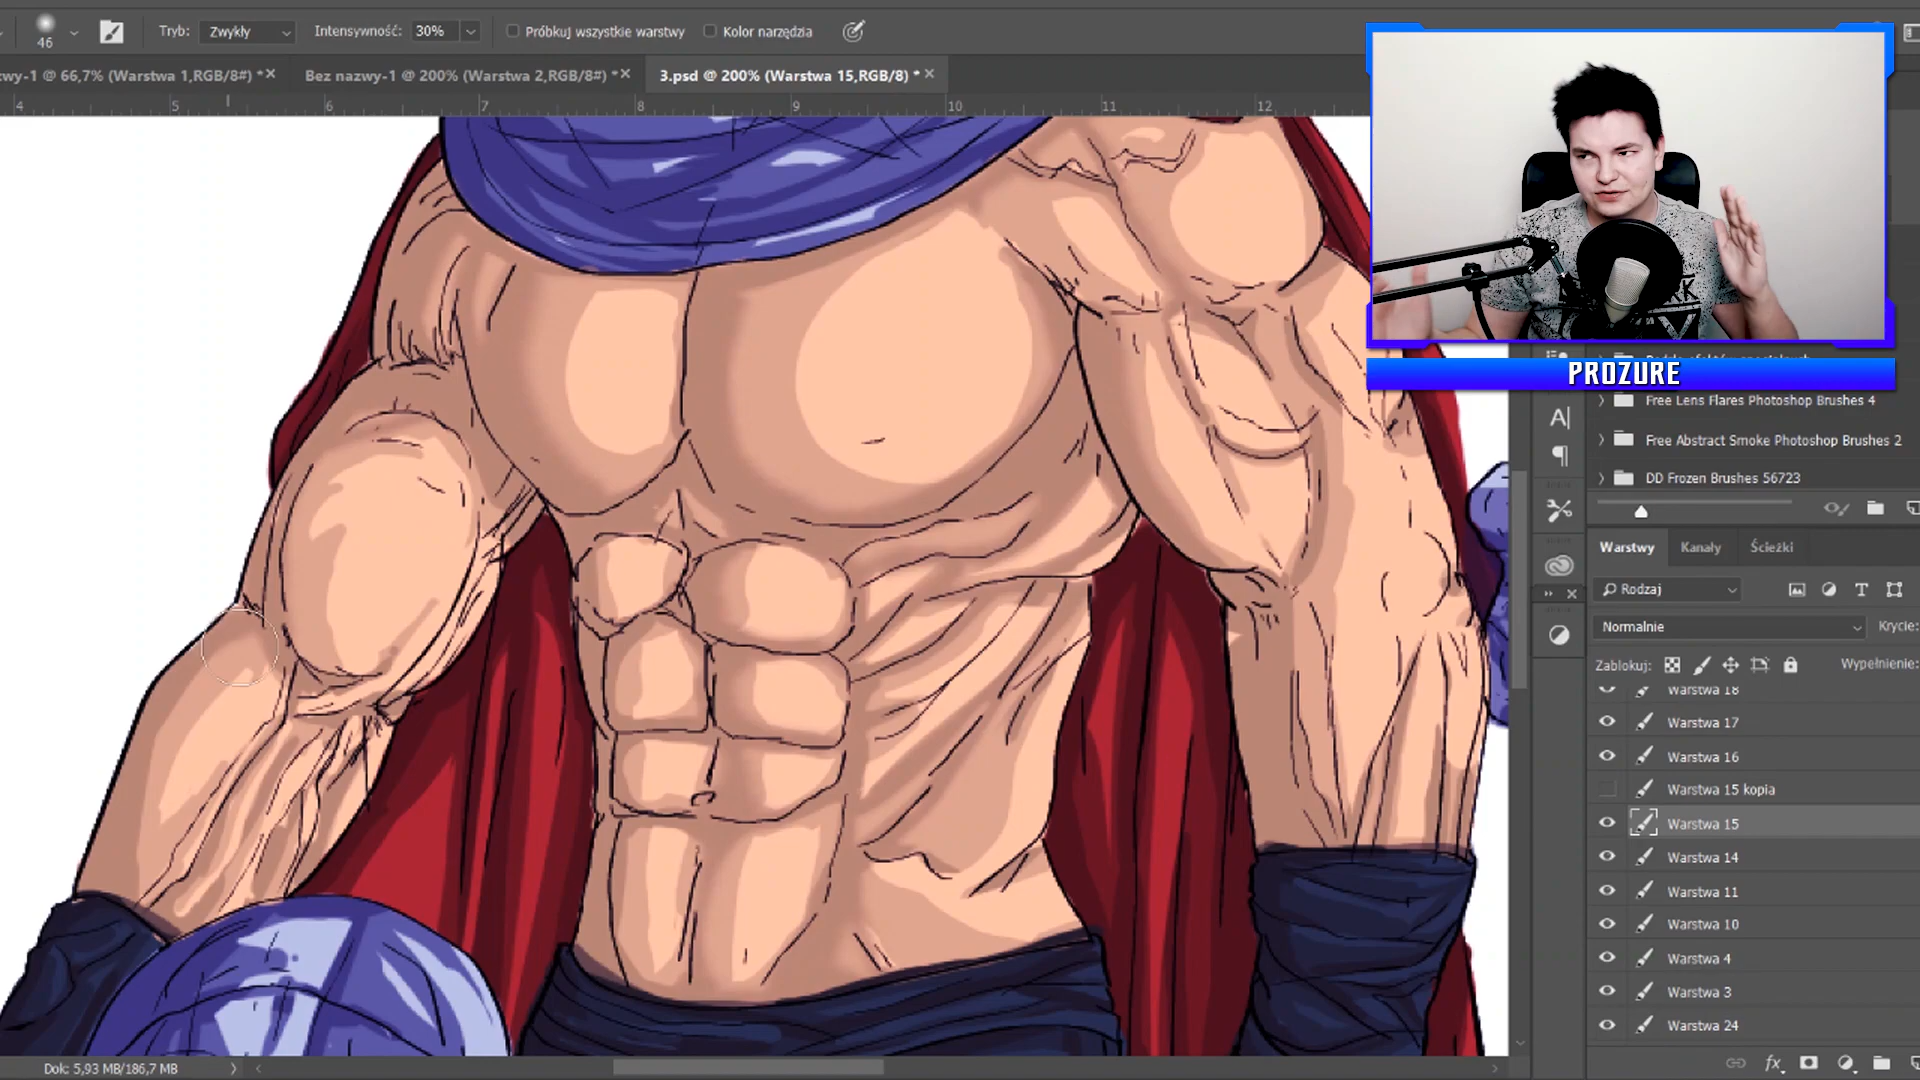 46
Tryb: Zwykły Intensywność: 30% Próbkuj wszystkie warstwy Kolor narzędzia
zwy-1 @ 66,7% (Warstwa 1,RGB/8#) * × Bez nazwy-1 @ 200% (Warstwa 2,RGB/8#) * × 3.psd @ 200% (Warstwa 15,RGB/8) * ×
4 5 6 7 8 9 10 11 12
PROZURE
Free Lens Flares Photoshop Brushes 4
Free Abstract Smoke Photoshop Brushes 2
DD Frozen Brushes 56723
Warstwy Kanały Ścieżki
Rodzaj
Normalnie Krycie:
Zablokuj: Wypełnienie:
Warstwa 18
Warstwa 17
Warstwa 16
Warstwa 15 kopia
Warstwa 15
Warstwa 14
Warstwa 11
Warstwa 10
Warstwa 4
Warstwa 3
Warstwa 24
fx
Dok: 5,93 MB/186,7 MB